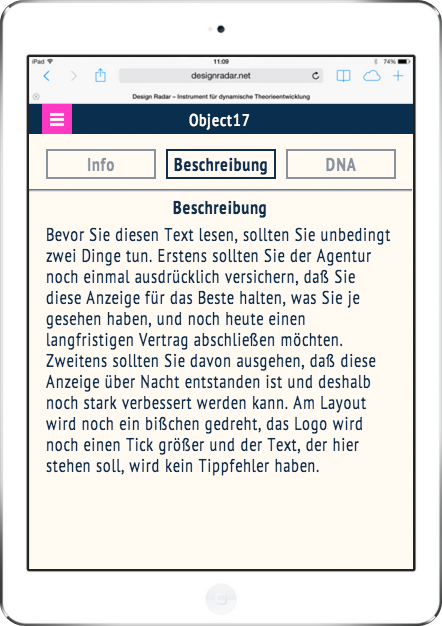 iPad 11:09 74%
designradar.net
Design Radar – Instrument für dynamische Theorieentwicklung
Object17
Info Beschreibung DNA
Beschreibung
Bevor Sie diesen Text lesen, sollten Sie unbedingt
zwei Dinge tun. Erstens sollten Sie der Agentur
noch einmal ausdrücklich versichern, daß Sie
diese Anzeige für das Beste halten, was Sie je
gesehen haben, und noch heute einen
langfristigen Vertrag abschließen möchten.
Zweitens sollten Sie davon ausgehen, daß diese
Anzeige über Nacht entstanden ist und deshalb
noch stark verbessert werden kann. Am Layout
wird noch ein bißchen gedreht, das Logo wird
noch einen Tick größer und der Text, der hier
stehen soll, wird kein Tippfehler haben.